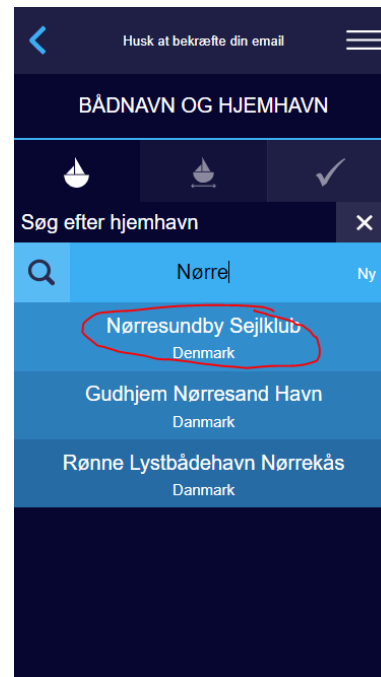 Husk at bekræfte din email
BÅDNAVN OG HJEMHAVN
Søg efter hjemhavn
Nørre
Ny
Nørresundby Sejlklub
Denmark
Gudhjem Nørresand Havn
Danmark
Rønne Lystbådehavn Nørrekås
Danmark